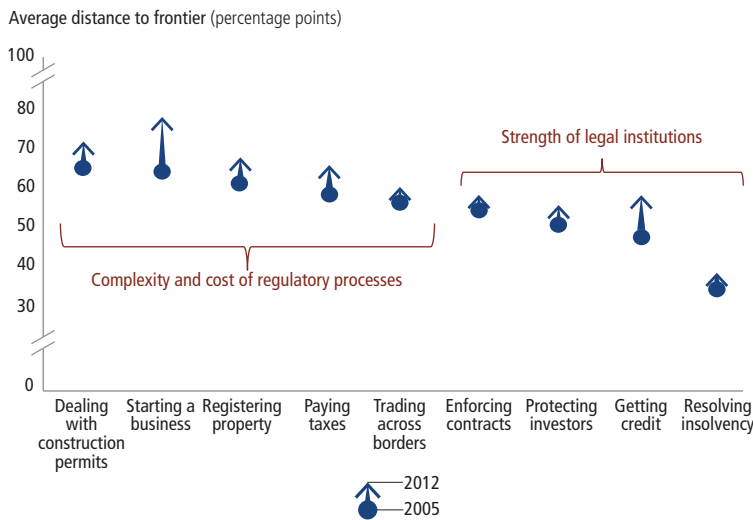 Average distance to frontier (percentage points)
100
80
70
60
50
40
30
0
Strength of legal institutions
Complexity and cost of regulatory processes
Dealing
with
construction
permits
Starting a
business
Registering
property
Paying
taxes
Trading
across
borders
Enforcing
contracts
Protecting
investors
Getting
credit
Resolving
insolvency
2012
2005